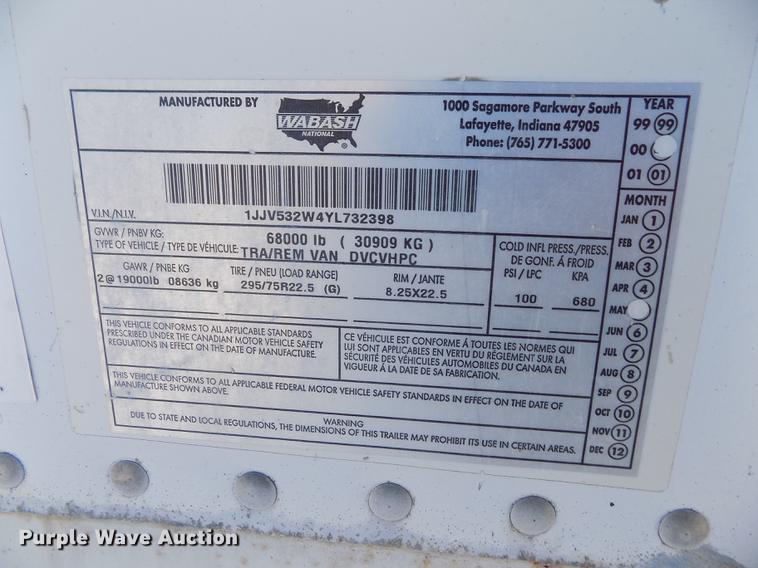 MANUFACTURED BY
WABASH
NATIONAL
1000 Sagamore Parkway South
Lafayette, Indiana 47905
Phone: (765) 771-5300
YEAR
99 99
00
01 01
MONTH
JAN 1
FEB 2
MAR 3
APR 4
MAY
JUN 6
JUL 7
AUG 8
SEP 9
OCT 10
NOV 11
DEC 12
V.I.N./N.I.V. 1JJV532W4YL732398
GVWR / PNBV KG: 68000 lb ( 30909 KG )
TYPE OF VEHICLE / TYPE DE VÉHICULE: TRA/REM VAN DVCVHPC
GAWR / PNBE KG
2@19000lb 08636 kg
TIRE / PNEU (LOAD RANGE)
295/75R22.5 (G)
RIM / JANTE
8.25X22.5
COLD INFL PRESS./PRESS.
DE GONF. Á FROID
PSI / LPC KPA
100 680
THIS VEHICLE CONFORMS TO ALL APPLICABLE STANDARDS
PRESCRIBED UNDER THE CANADIAN MOTOR VEHICLE SAFETY
REGULATIONS IN EFFECT ON THE DATE OF MANUFACTURE.
CE VÉHICULE EST CONFORME Á TOUTES LES NORMES QUI
LUI SONT APPLICABLES EN VERTU DU RÉGLEMENT SUR LA
SÉCURITÉ DES VÉHICULES AUTOMOBILES DU CANADA EN
VIGUEUR Á LA DATE DE SA FABRICATION.
THIS VEHICLE CONFORMS TO ALL APPLICABLE FEDERAL MOTOR VEHICLE SAFETY STANDARDS IN EFFECT ON THE DATE OF
MANUFACTURE SHOWN ABOVE.
WARNING
DUE TO STATE AND LOCAL REGULATIONS, THE DIMENSIONS OF THIS TRAILER MAY PROHIBIT ITS USE IN CERTAIN AREAS.
Purple Wave Auction